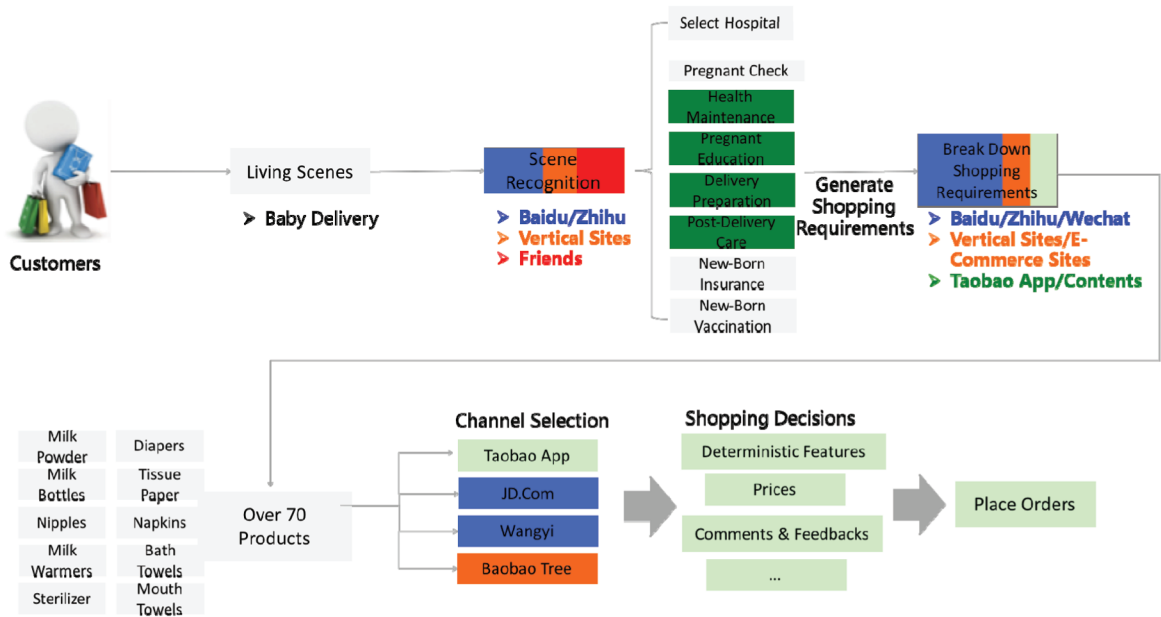 Customers
Living Scenes
Baby Delivery
Scene
Recognition
Baidu/Zhihu
Vertical Sites
Friends
Select Hospital
Pregnant Check
Health
Maintenance
Pregnant
Education
Delivery
Preparation
Post-Delivery
Care
New-Born
Insurance
New-Born
Vaccination
Generate
Shopping
Requirements
Break Down
Shopping
Requirements
Baidu/Zhihu/Wechat
Vertical Sites/E-
Commerce Sites
Taobao App/Contents
Milk
Powder
Diapers
Milk
Bottles
Tissue
Paper
Nipples
Napkins
Milk
Warmers
Bath
Towels
Sterilizer
Mouth
Towels
Over 70
Products
Channel Selection
Taobao App
JD.Com
Wangyi
Baobao Tree
Shopping Decisions
Deterministic Features
Prices
Comments & Feedbacks
...
Place Orders